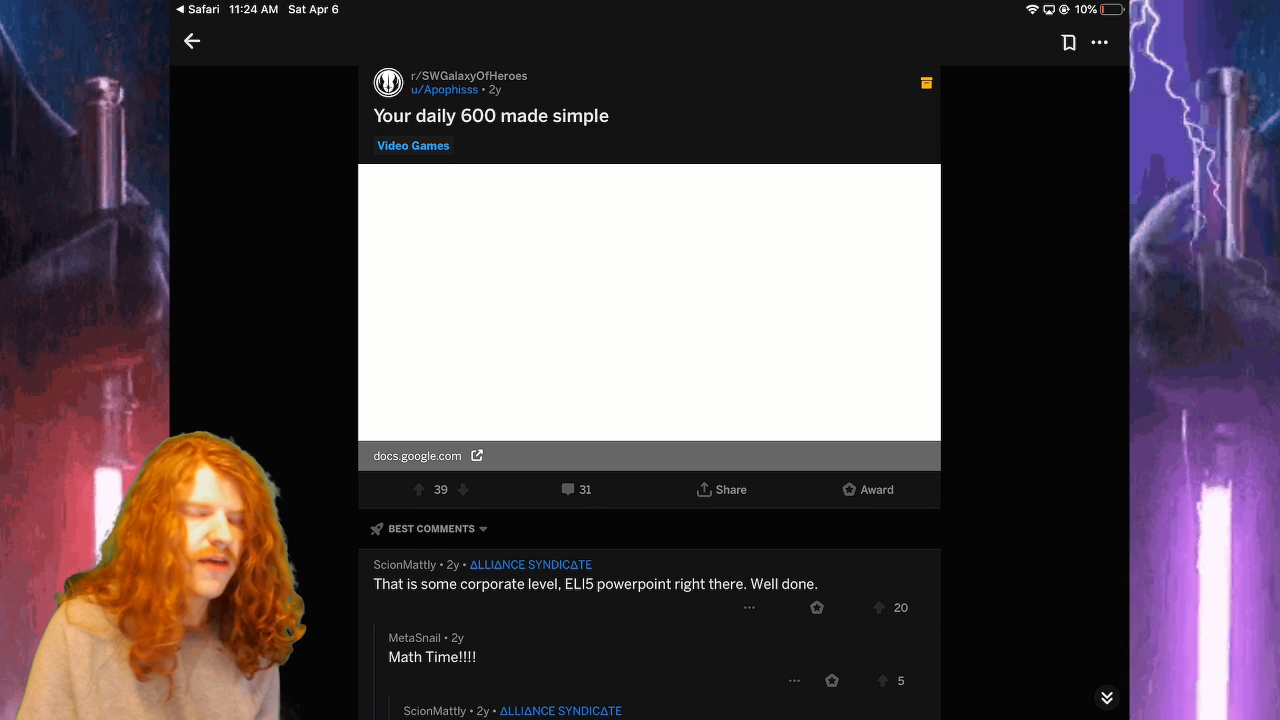 Safari 11:24 AM Sat Apr 6
10%
r/SWGalaxyOfHeroes
u/Apophisss • 2y
Your daily 600 made simple
Video Games
docs.google.com
39
31
Share
Award
BEST COMMENTS
ScionMattly • 2y • ΔLLIΔNCE SYNDICΔTE
That is some corporate level, ELI5 powerpoint right there. Well done.
20
MetaSnail • 2y
Math Time!!!!
5
ScionMattly • 2y • ΔLLIΔNCE SYNDICΔTE